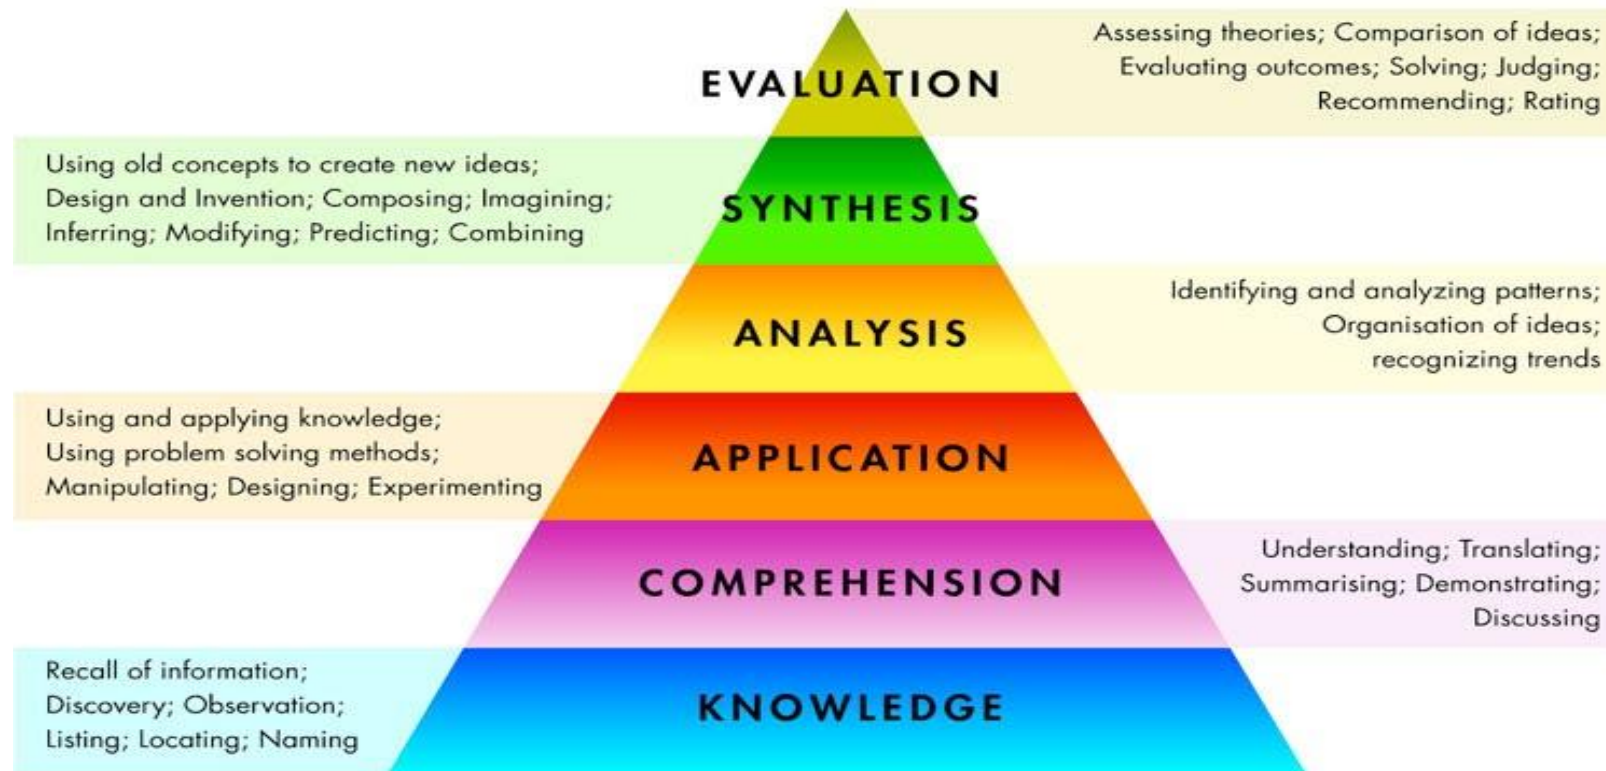 EVALUATION
Assessing theories; Comparison of ideas;
Evaluating outcomes; Solving; Judging;
Recommending; Rating
Using old concepts to create new ideas;
Design and Invention; Composing; Imagining;
Inferring; Modifying; Predicting; Combining
SYNTHESIS
ANALYSIS
Identifying and analyzing patterns;
Organisation of ideas;
recognizing trends
Using and applying knowledge;
Using problem solving methods;
Manipulating; Designing; Experimenting
APPLICATION
COMPREHENSION
Understanding; Translating;
Summarising; Demonstrating;
Discussing
Recall of information;
Discovery; Observation;
Listing; Locating; Naming
KNOWLEDGE